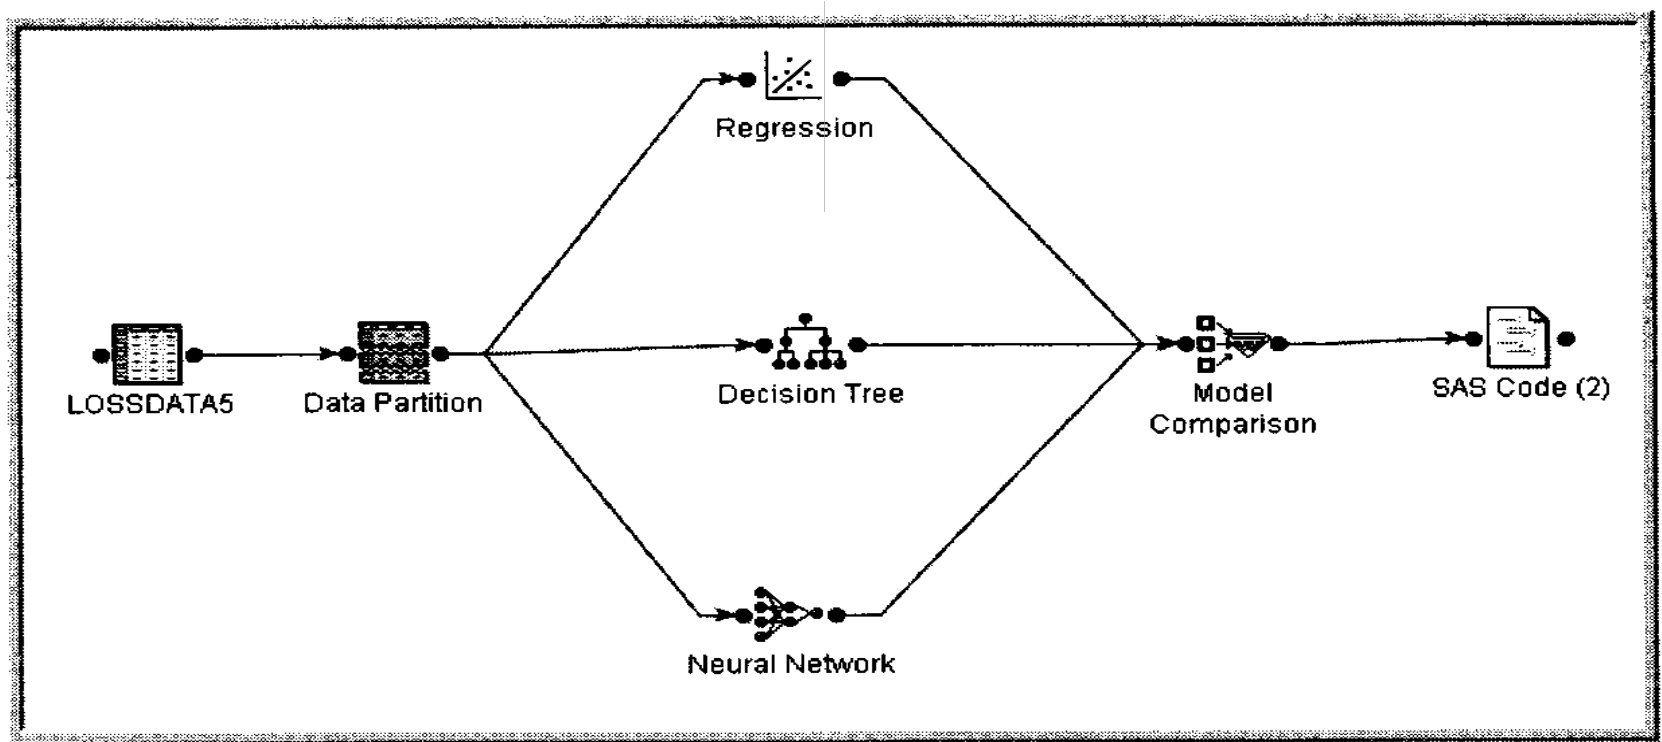 Regression
LOSSDATA5
Data Partition
Decision Tree
Model
Comparison
SAS Code (2)
Neural Network